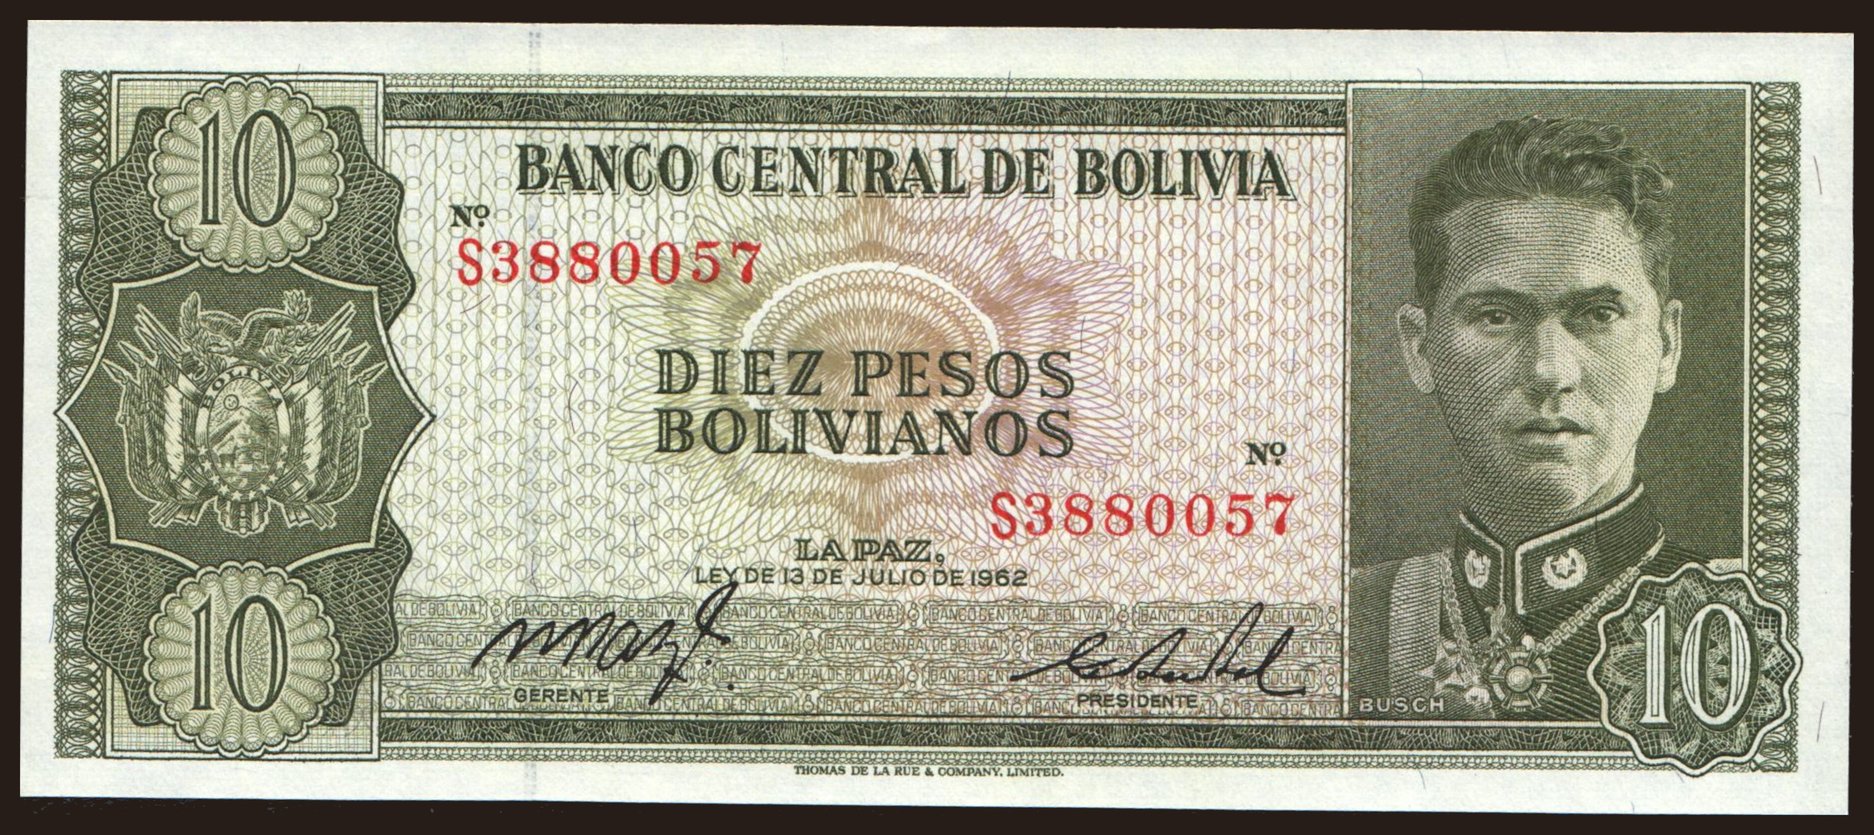 10
BANCO CENTRAL DE BOLIVIA
Nº
S3880057
BOLIVIA
DIEZ PESOS
BOLIVIANOS
Nº
S3880057
LA PAZ,
LEY DE 13 DE JULIO DE 1962
10
GERENTE
PRESIDENTE
BUSCH
10
THOMAS DE LA RUE & COMPANY, LIMITED.